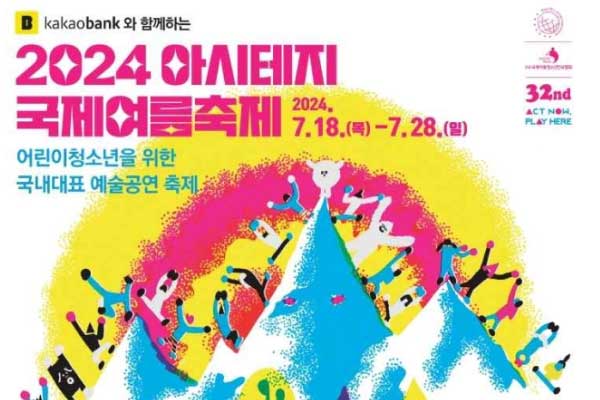 B kakaobank 와 함께하는
2024 아시테지
국제여름축제
2024.
7.18.(목) – 7.28.(일)
어린이청소년을 위한
국내대표 예술공연 축제
32nd
ACT NOW,
PLAY HERE